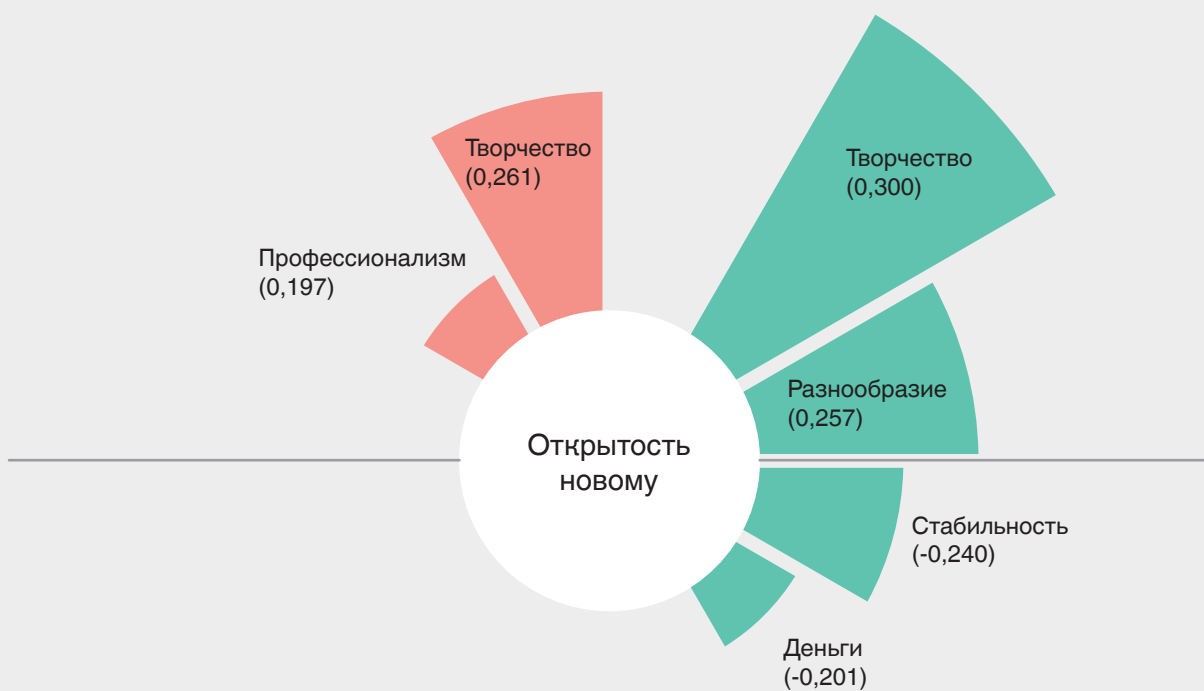 Творчество
(0,261)
Творчество
(0,300)
Профессионализм
(0,197)
Разнообразие
(0,257)
Открытость
новому
Стабильность
(-0,240)
Деньги
(-0,201)